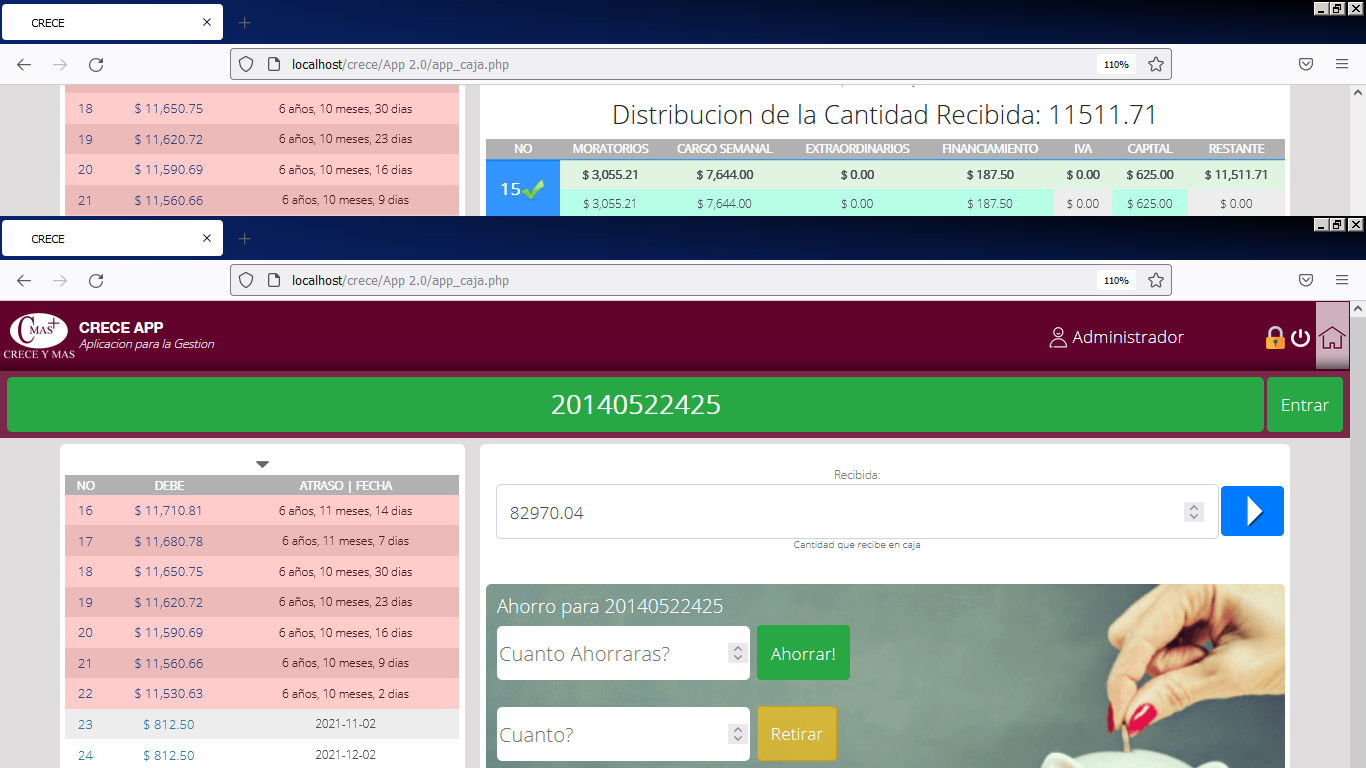 CRECE
localhost/crece/App 2.0/app_caja.php 110%
18 $ 11,650.75 6 años, 10 meses, 30 dias
19 $ 11,620.72 6 años, 10 meses, 23 dias
20 $ 11,590.69 6 años, 10 meses, 16 dias
21 $ 11,560.66 6 años, 10 meses, 9 dias
Distribucion de la Cantidad Recibida: 11511.71
NO MORATORIOS CARGO SEMANAL EXTRAORDINARIOS FINANCIAMIENTO IVA CAPITAL RESTANTE
15 $ 3,055.21 $ 7,644.00 $ 0.00 $ 187.50 $ 0.00 $ 625.00 $ 11,511.71
$ 3,055.21 $ 7,644.00 $ 0.00 $ 187.50 $ 0.00 $ 625.00 $ 0.00
CRECE
localhost/crece/App 2.0/app_caja.php 110%
C MAS+
CRECE Y MAS
CRECE APP
Aplicacion para la Gestion
Administrador
20140522425
Entrar
NO DEBE ATRASO | FECHA
16 $ 11,710.81 6 años, 11 meses, 14 dias
17 $ 11,680.78 6 años, 11 meses, 7 dias
18 $ 11,650.75 6 años, 10 meses, 30 dias
19 $ 11,620.72 6 años, 10 meses, 23 dias
20 $ 11,590.69 6 años, 10 meses, 16 dias
21 $ 11,560.66 6 años, 10 meses, 9 dias
22 $ 11,530.63 6 años, 10 meses, 2 dias
23 $ 812.50 2021-11-02
24 $ 812.50 2021-12-02
Recibida:
82970.04
Cantidad que recibe en caja
Ahorro para 20140522425
Cuanto Ahorraras? Ahorrar!
Cuanto? Retirar